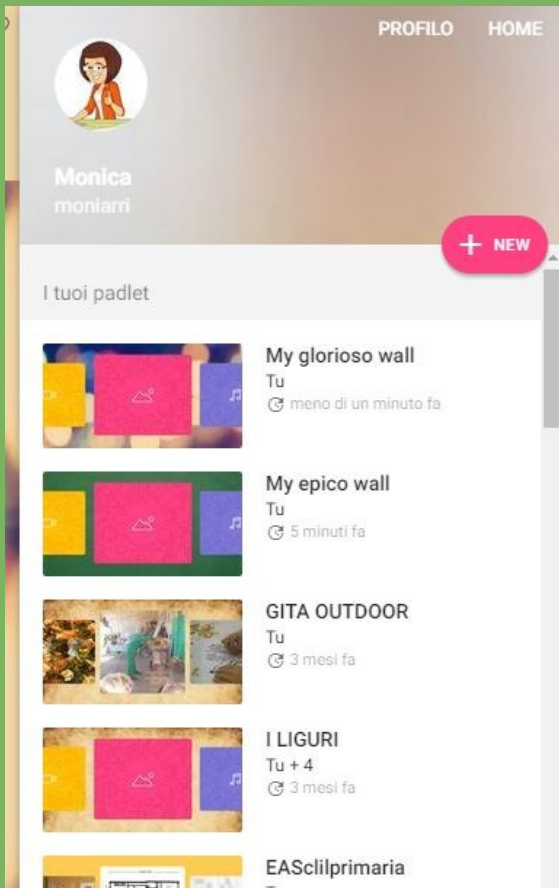 PROFILO HOME
Monica
moniarri
+ NEW
I tuoi padlet
My glorioso wall
Tu
meno di un minuto fa
My epico wall
Tu
5 minuti fa
GITA OUTDOOR
Tu
3 mesi fa
I LIGURI
Tu + 4
3 mesi fa
EASclilprimaria